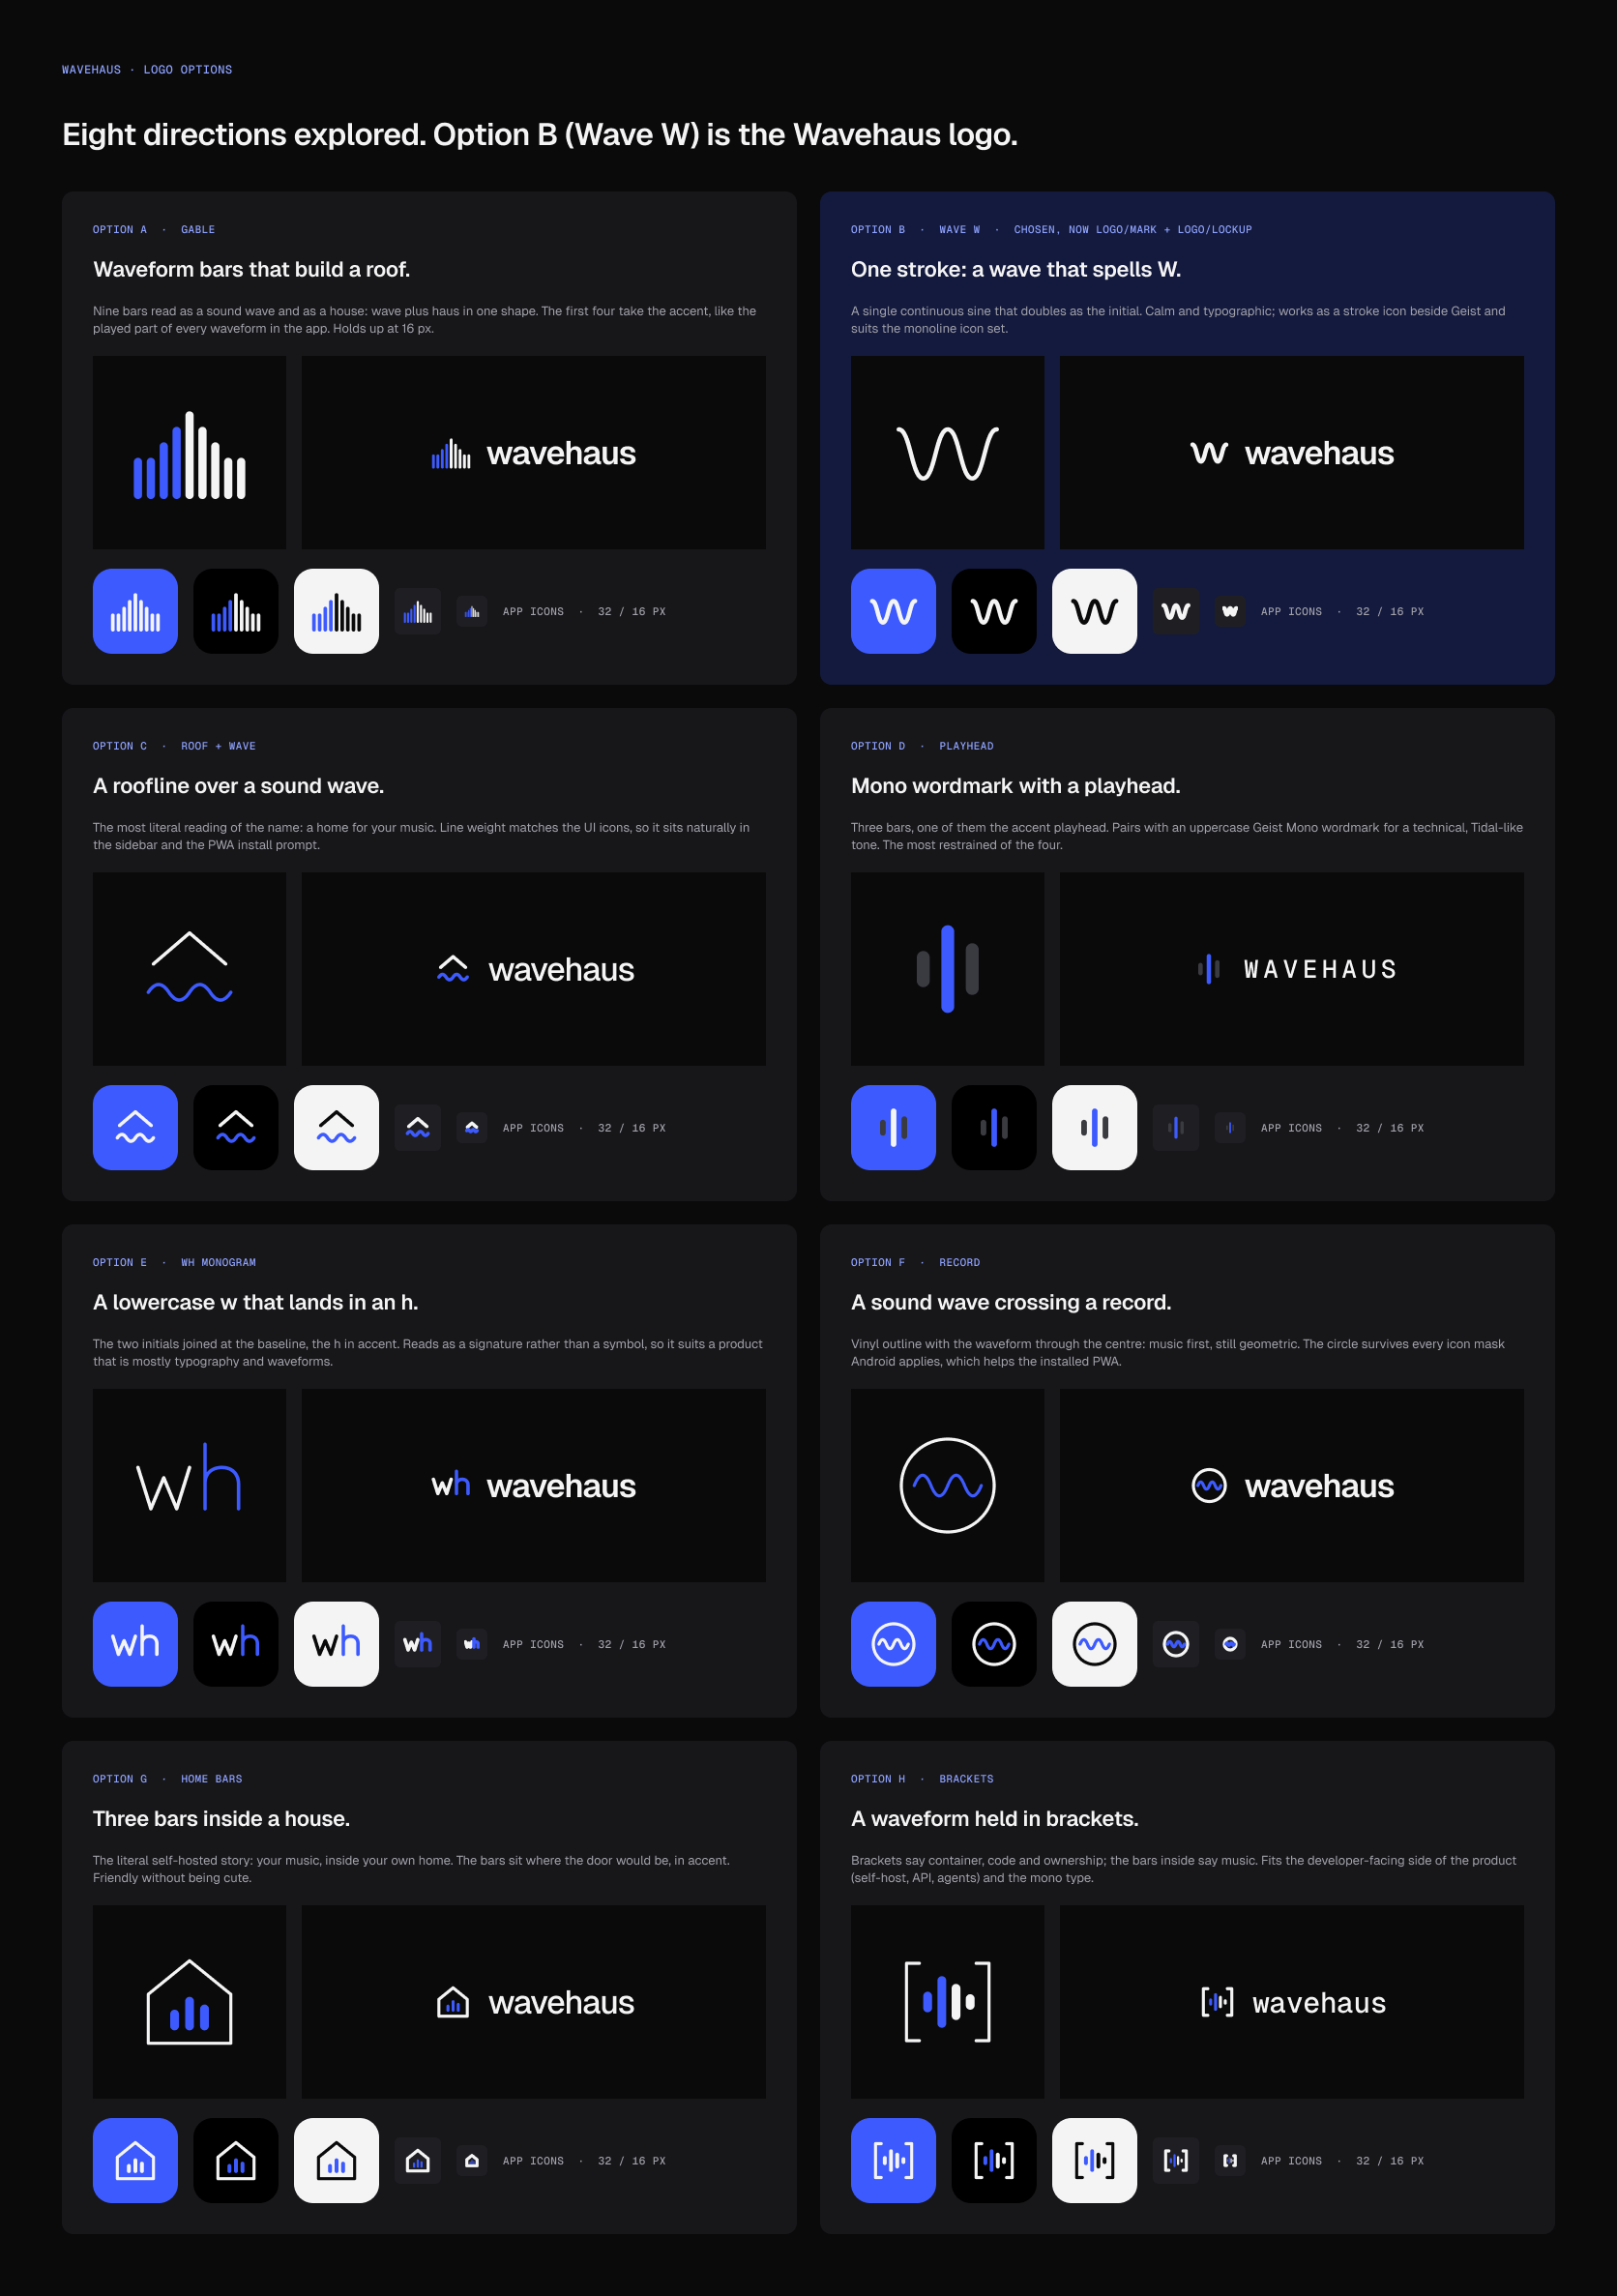 WAVEHAUS · LOGO OPTIONS
Eight directions explored. Option B (Wave W) is the Wavehaus logo.
OPTION A · GABLE
Waveform bars that build a roof.
Nine bars read as a sound wave and as a house: wave plus haus in one shape. The first four take the accent, like the
played part of every waveform in the app. Holds up at 16 px.
wavehaus
APP ICONS · 32 / 16 PX
OPTION B · WAVE W · CHOSEN, NOW LOGO/MARK + LOGO/LOCKUP
One stroke: a wave that spells W.
A single continuous sine that doubles as the initial. Calm and typographic; works as a stroke icon beside Geist and
suits the monoline icon set.
wavehaus
APP ICONS · 32 / 16 PX
OPTION C · ROOF + WAVE
A roofline over a sound wave.
The most literal reading of the name: a home for your music. Line weight matches the UI icons, so it sits naturally in
the sidebar and the PWA install prompt.
wavehaus
APP ICONS · 32 / 16 PX
OPTION D · PLAYHEAD
Mono wordmark with a playhead.
Three bars, one of them the accent playhead. Pairs with an uppercase Geist Mono wordmark for a technical, Tidal-like
tone. The most restrained of the four.
WAVEHAUS
APP ICONS · 32 / 16 PX
OPTION E · WH MONOGRAM
A lowercase w that lands in an h.
The two initials joined at the baseline, the h in accent. Reads as a signature rather than a symbol, so it suits a product
that is mostly typography and waveforms.
wh
wh wavehaus
wh wh wh wh wh APP ICONS · 32 / 16 PX
OPTION F · RECORD
A sound wave crossing a record.
Vinyl outline with the waveform through the centre: music first, still geometric. The circle survives every icon mask
Android applies, which helps the installed PWA.
wavehaus
APP ICONS · 32 / 16 PX
OPTION G · HOME BARS
Three bars inside a house.
The literal self-hosted story: your music, inside your own home. The bars sit where the door would be, in accent.
Friendly without being cute.
wavehaus
APP ICONS · 32 / 16 PX
OPTION H · BRACKETS
A waveform held in brackets.
Brackets say container, code and ownership; the bars inside say music. Fits the developer-facing side of the product
(self-host, API, agents) and the mono type.
wavehaus
APP ICONS · 32 / 16 PX